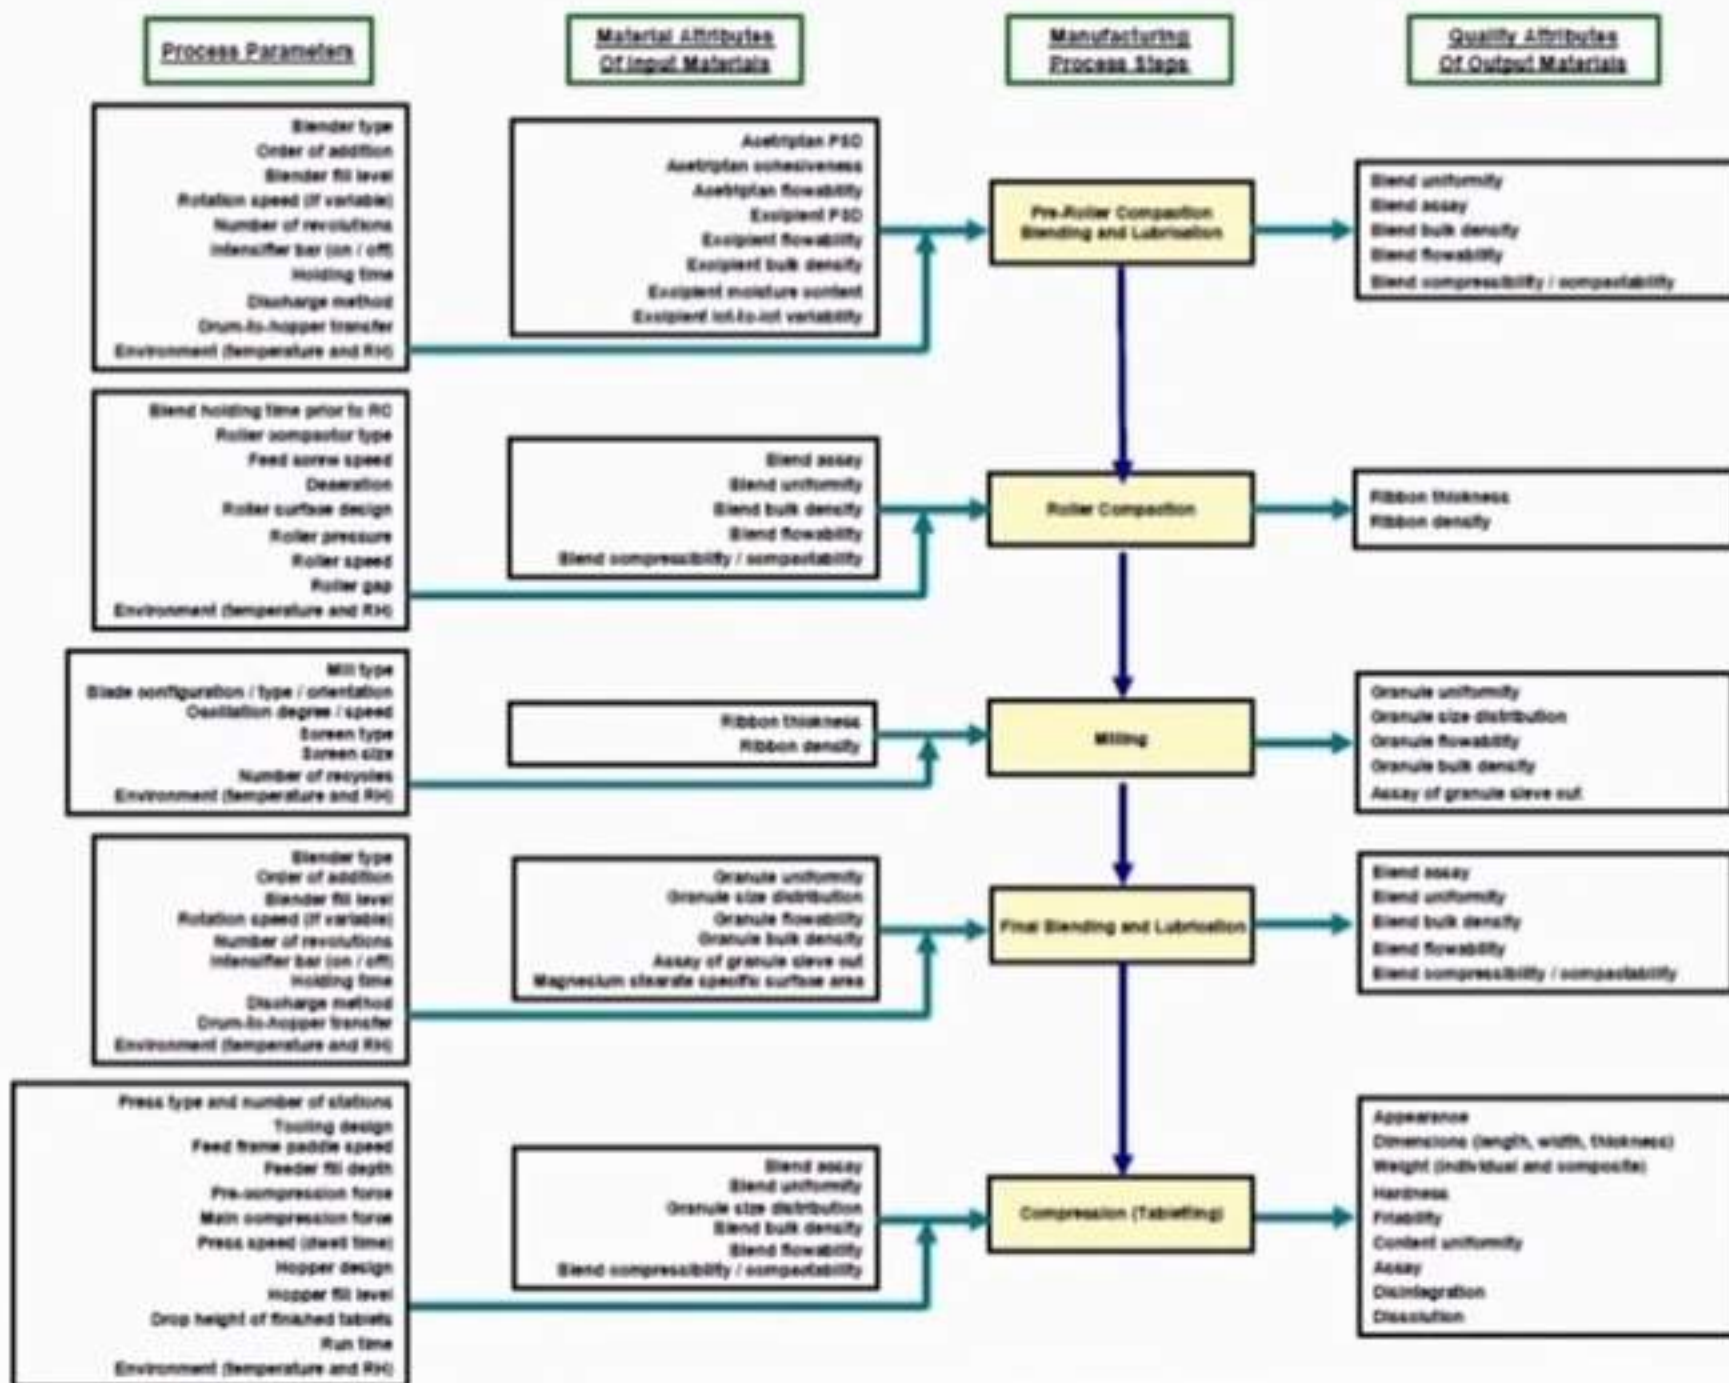 Process Parameters
Material Attributes
Of Input Materials
Manufacturing
Process Steps
Quality Attributes
Of Output Materials
Blender type
Order of addition
Blender fill level
Rotation speed (if variable)
Number of revolutions
Intensifier bar (on / off)
Holding time
Discharge method
Drum-to-hopper transfer
Environment (temperature and RH)
Acetriptan PSD
Acetriptan cohesiveness
Acetriptan flowability
Excipient PSD
Excipient flowability
Excipient bulk density
Excipient moisture content
Excipient lot-to-lot variability
Pre-Roller Compaction
Blending and Lubrication
Blend uniformity
Blend assay
Blend bulk density
Blend flowability
Blend compressibility / compactability
Blend holding time prior to RC
Roller compactor type
Feed screw speed
Deaeration
Roller surface design
Roller pressure
Roller speed
Roller gap
Environment (temperature and RH)
Blend assay
Blend uniformity
Blend bulk density
Blend flowability
Blend compressibility / compactability
Roller Compaction
Ribbon thickness
Ribbon density
Mill type
Blade configuration / type / orientation
Oscillation degree / speed
Screen type
Screen size
Number of recycles
Environment (temperature and RH)
Ribbon thickness
Ribbon density
Milling
Granule uniformity
Granule size distribution
Granule flowability
Granule bulk density
Assay of granule sieve cut
Blender type
Order of addition
Blender fill level
Rotation speed (if variable)
Number of revolutions
Intensifier bar (on / off)
Holding time
Discharge method
Drum-to-hopper transfer
Environment (temperature and RH)
Granule uniformity
Granule size distribution
Granule flowability
Granule bulk density
Assay of granule sieve cut
Magnesium stearate specific surface area
Final Blending and Lubrication
Blend assay
Blend uniformity
Blend bulk density
Blend flowability
Blend compressibility / compactability
Press type and number of stations
Tooling design
Feed frame paddle speed
Feeder fill depth
Pre-compression force
Main compression force
Press speed (dwell time)
Hopper design
Hopper fill level
Drop height of finished tablets
Run time
Environment (temperature and RH)
Blend assay
Blend uniformity
Granule size distribution
Blend bulk density
Blend flowability
Blend compressibility / compactability
Compression (Tabletting)
Appearance
Dimensions (length, width, thickness)
Weight (individual and composite)
Hardness
Friability
Content uniformity
Assay
Disintegration
Dissolution